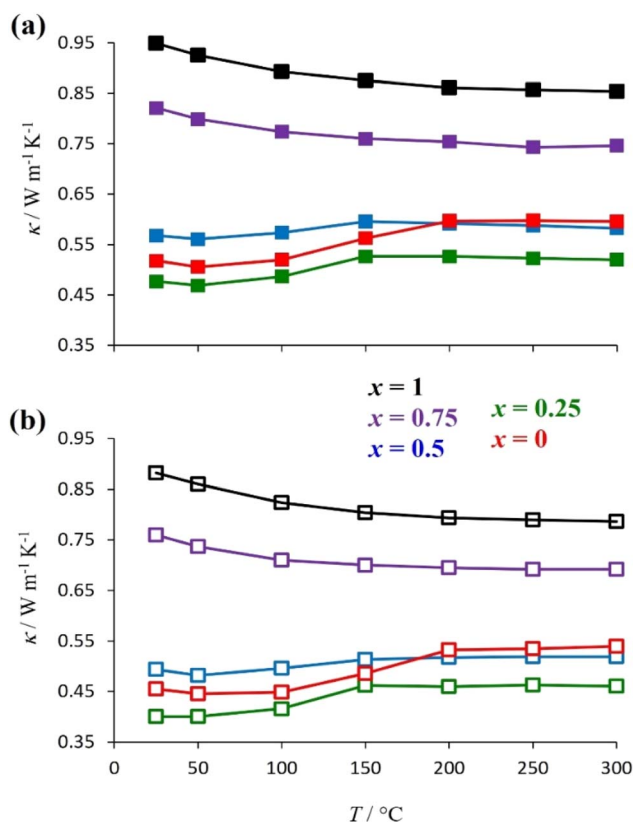 (a)
0.95
0.85
0.75
0.65
0.55
0.45
0.35
κ / W m⁻¹ K⁻¹
x = 1
x = 0.75
x = 0.5
x = 0.25
x = 0
(b)
0.95
0.85
0.75
0.65
0.55
0.45
0.35
κ / W m⁻¹ K⁻¹
0 50 100 150 200 250 300
T / °C